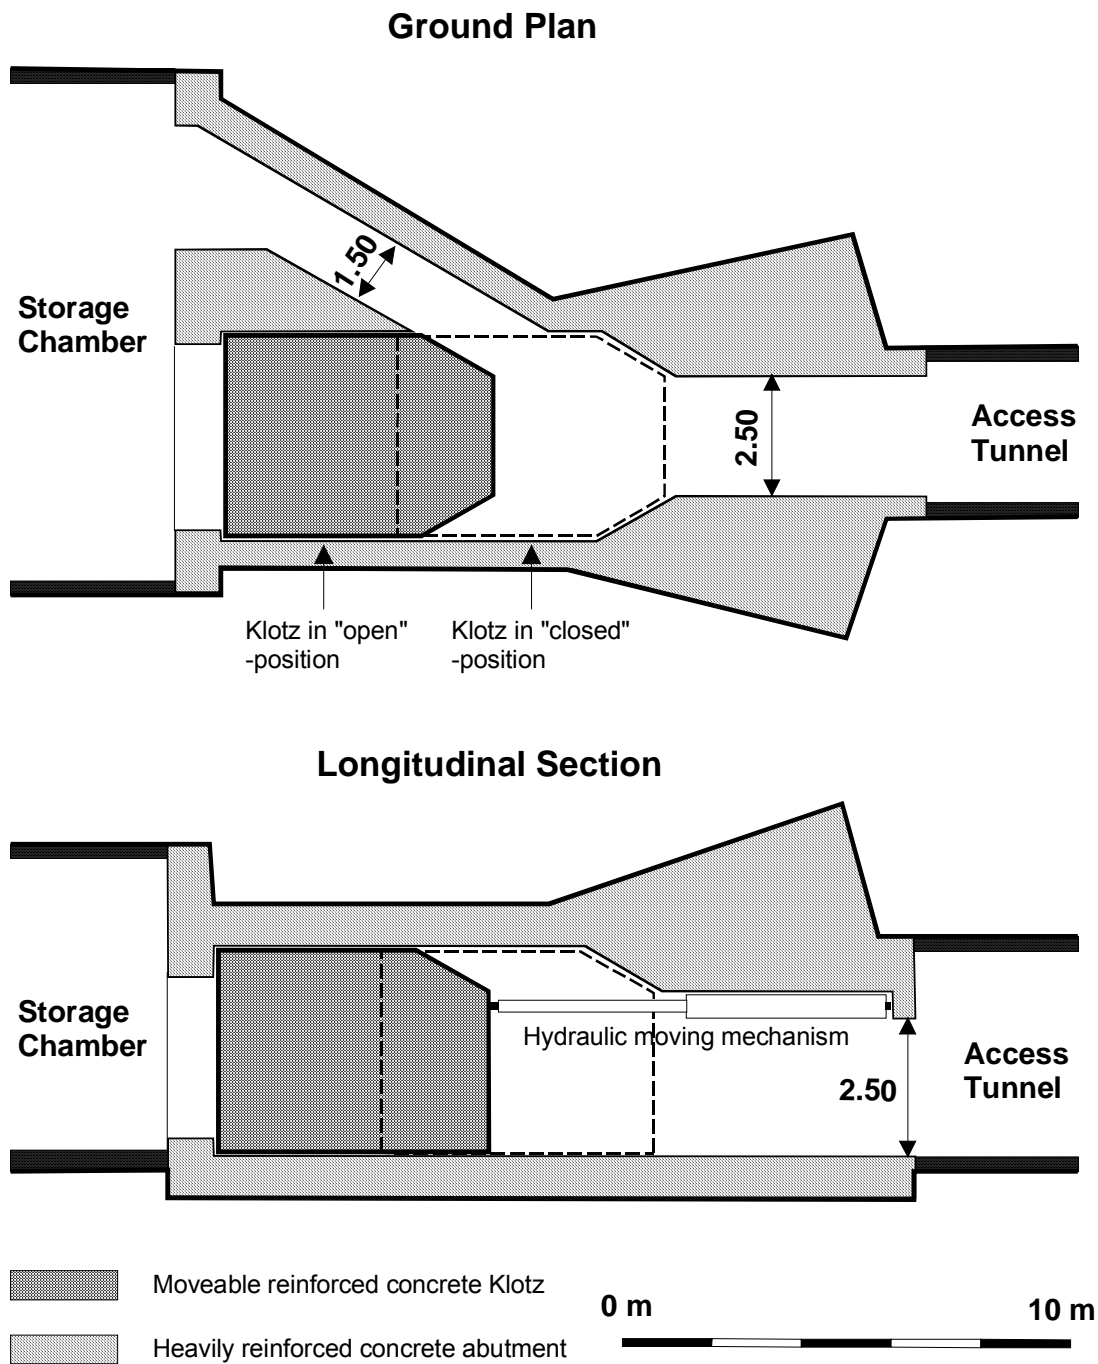 Ground Plan
1.50
Storage
Chamber
2.50
Access
Tunnel
Klotz in "open"
-position
Klotz in "closed"
-position
Longitudinal Section
Storage
Chamber
Hydraulic moving mechanism
2.50
Access
Tunnel
Moveable reinforced concrete Klotz
0 m
10 m
Heavily reinforced concrete abutment